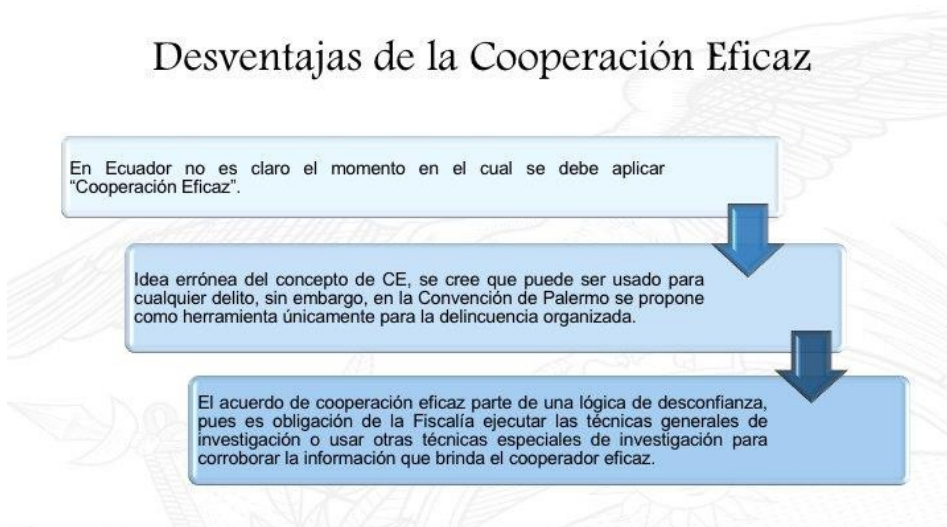 Desventajas de la Cooperación Eficaz
En Ecuador no es claro el momento en el cual se debe aplicar
“Cooperación Eficaz”.
Idea errónea del concepto de CE, se cree que puede ser usado para
cualquier delito, sin embargo, en la Convención de Palermo se propone
como herramienta únicamente para la delincuencia organizada.
El acuerdo de cooperación eficaz parte de una lógica de desconfianza,
pues es obligación de la Fiscalía ejecutar las técnicas generales de
investigación o usar otras técnicas especiales de investigación para
corroborar la información que brinda el cooperador eficaz.